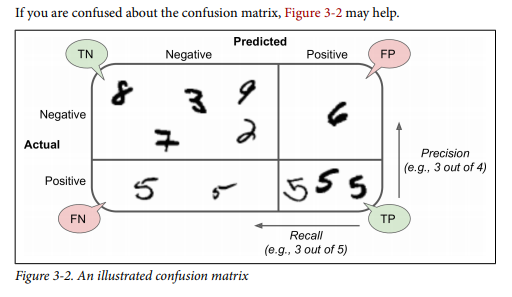 If you are confused about the confusion matrix, Figure 3-2 may help.
Predicted
TN Negative Positive FP
8 3 9 6
Negative
7 2
Actual
Precision
(e.g., 3 out of 4)
Positive 5 5 5 5 5
FN TP
Recall
(e.g., 3 out of 5)
Figure 3-2. An illustrated confusion matrix